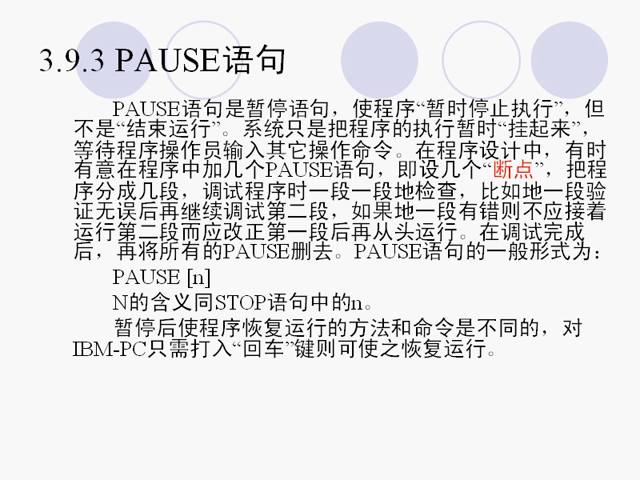 3.9.3 PAUSE语句
PAUSE语句是暂停语句，使程序“暂时停止执行”，但
不是“结束运行”。系统只是把程序的执行暂时“挂起来”，
等待程序操作员输入其它操作命令。在程序设计中，有时
有意在程序中加几个PAUSE语句，即设几个“断点”，把程
序分成几段，调试程序时一段一段地检查，比如地一段验
证无误后再继续调试第二段，如果地一段有错则不应接着
运行第二段而应改正第一段后再从头运行。在调试完成
后，再将所有的PAUSE删去。PAUSE语句的一般形式为：
PAUSE [n]
N的含义同STOP语句中的n。
暂停后使程序恢复运行的方法和命令是不同的，对
IBM-PC只需打入“回车”键则可使之恢复运行。